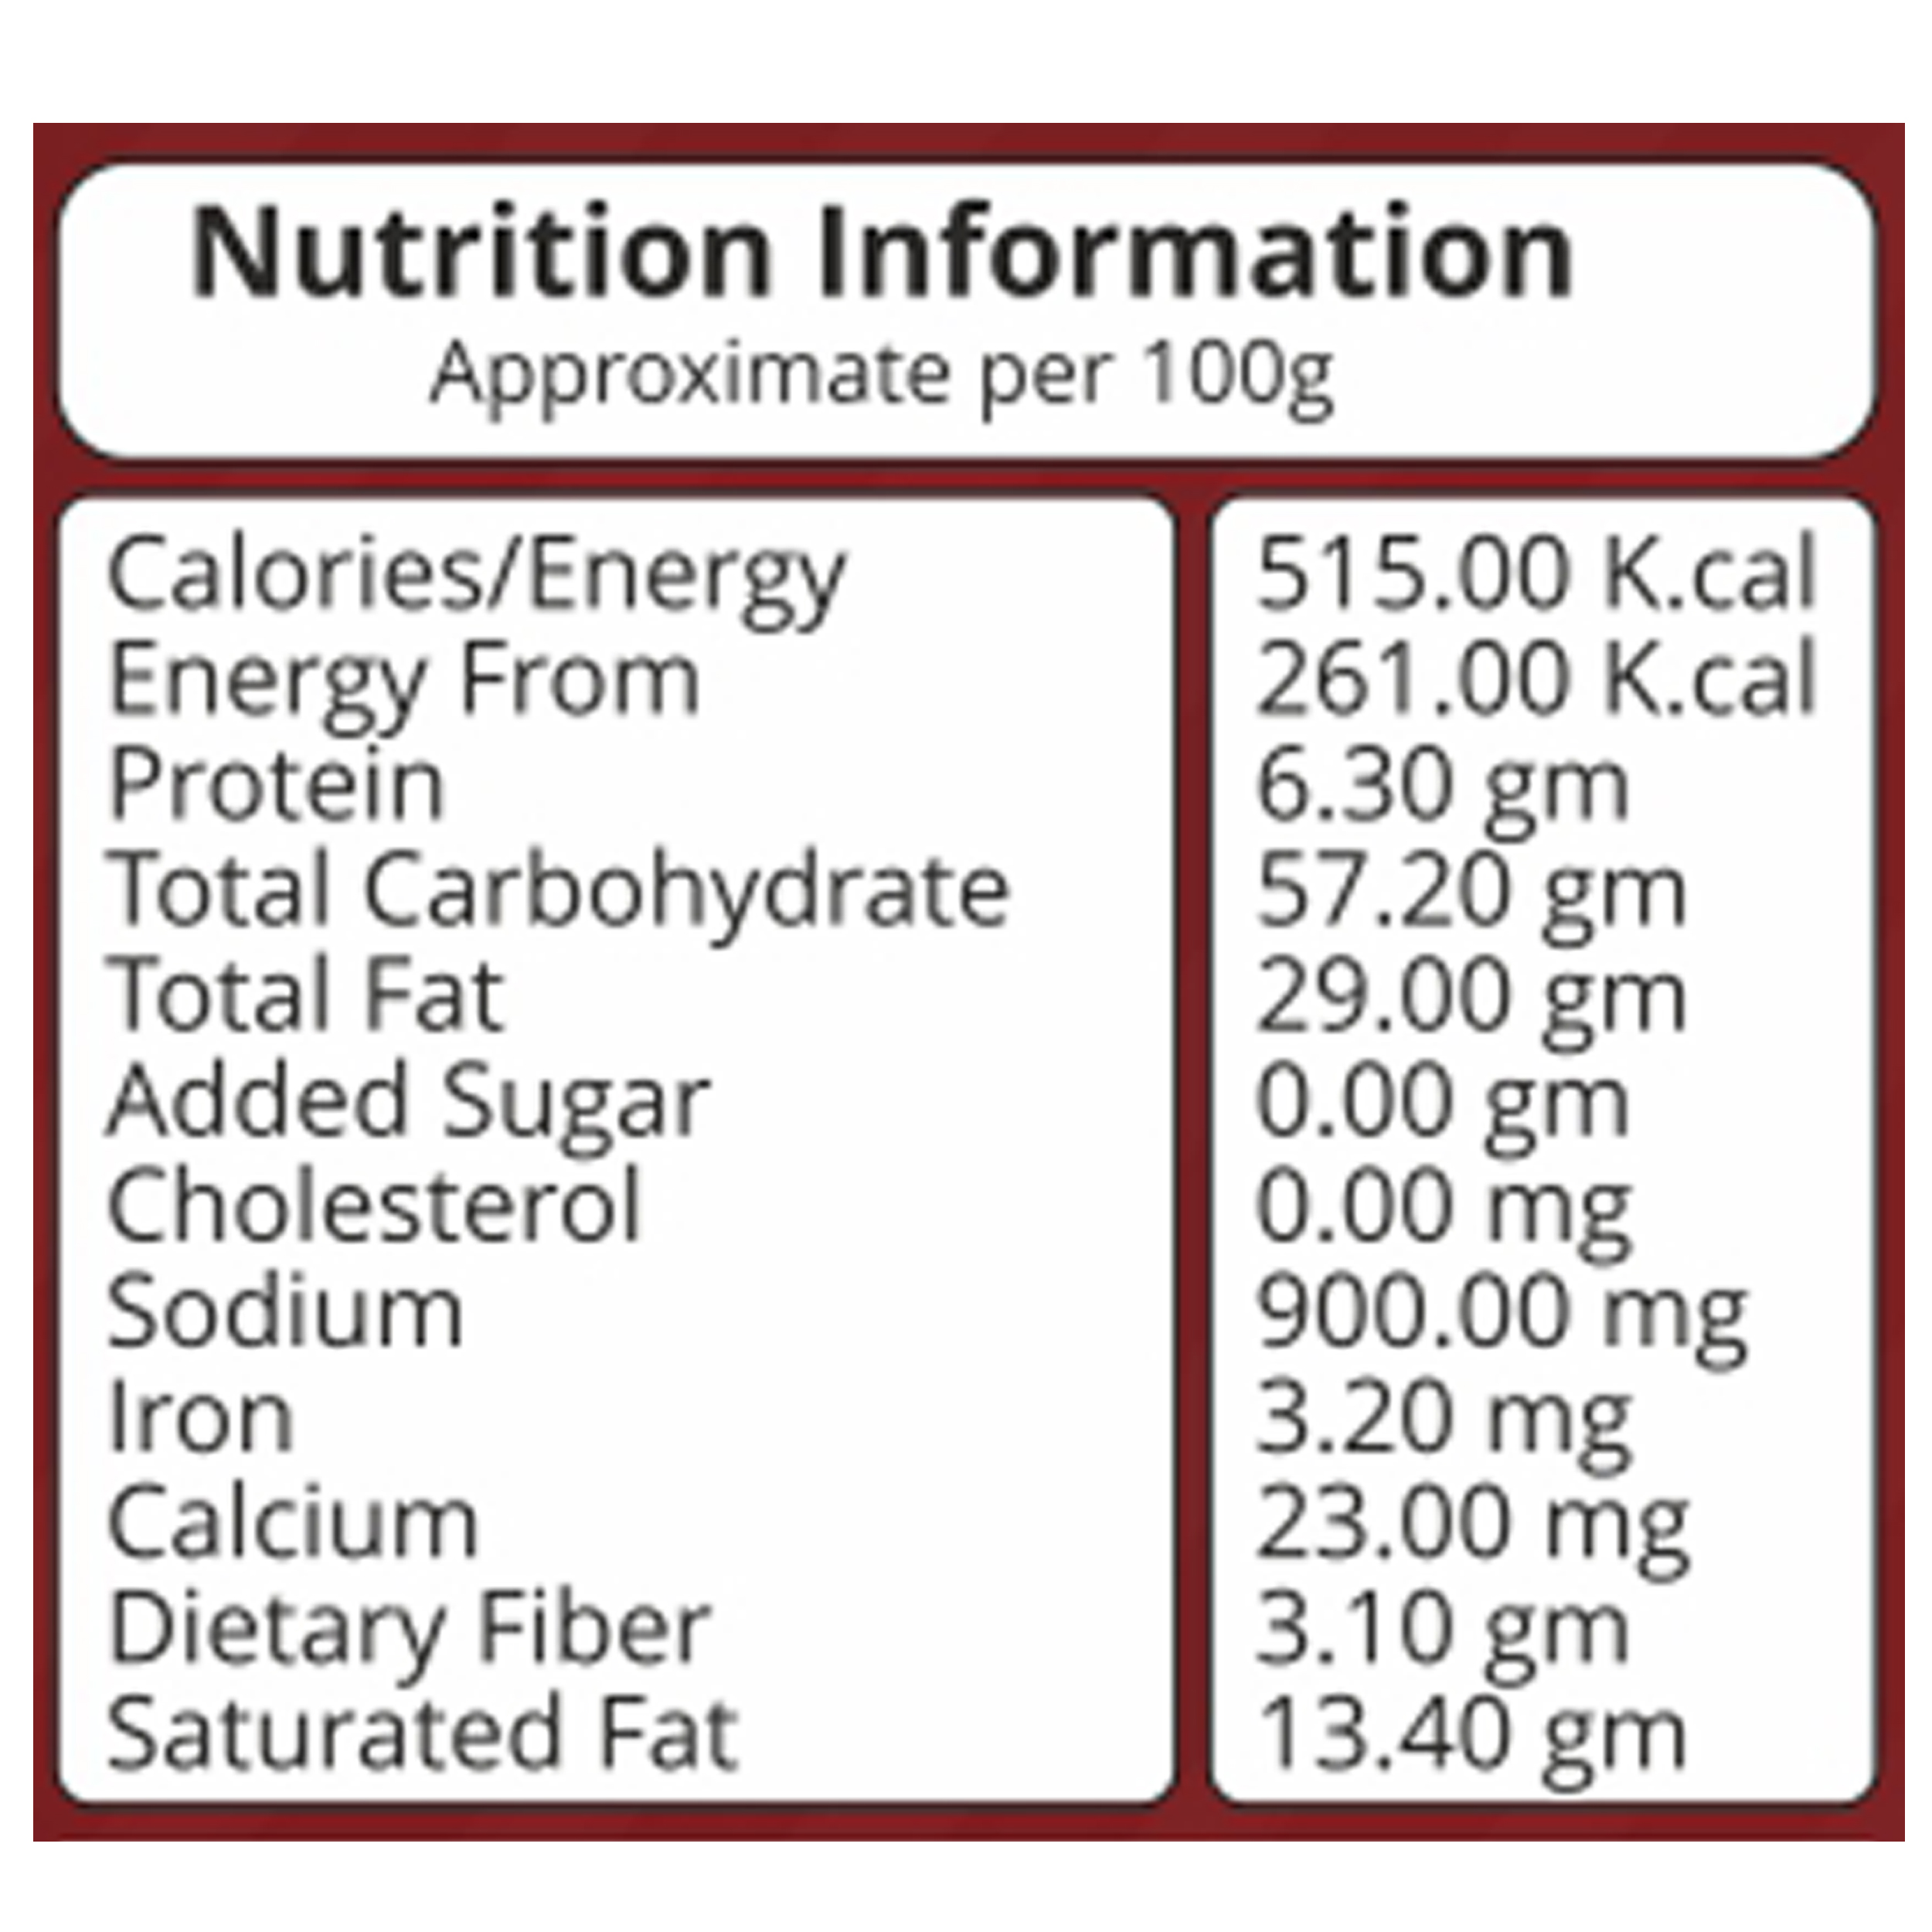 Nutrition Information
Approximate per 100g
Calories/Energy 515.00 K.cal
Energy From 261.00 K.cal
Protein 6.30 gm
Total Carbohydrate 57.20 gm
Total Fat 29.00 gm
Added Sugar 0.00 gm
Cholesterol 0.00 mg
Sodium 900.00 mg
Iron 3.20 mg
Calcium 23.00 mg
Dietary Fiber 3.10 gm
Saturated Fat 13.40 gm